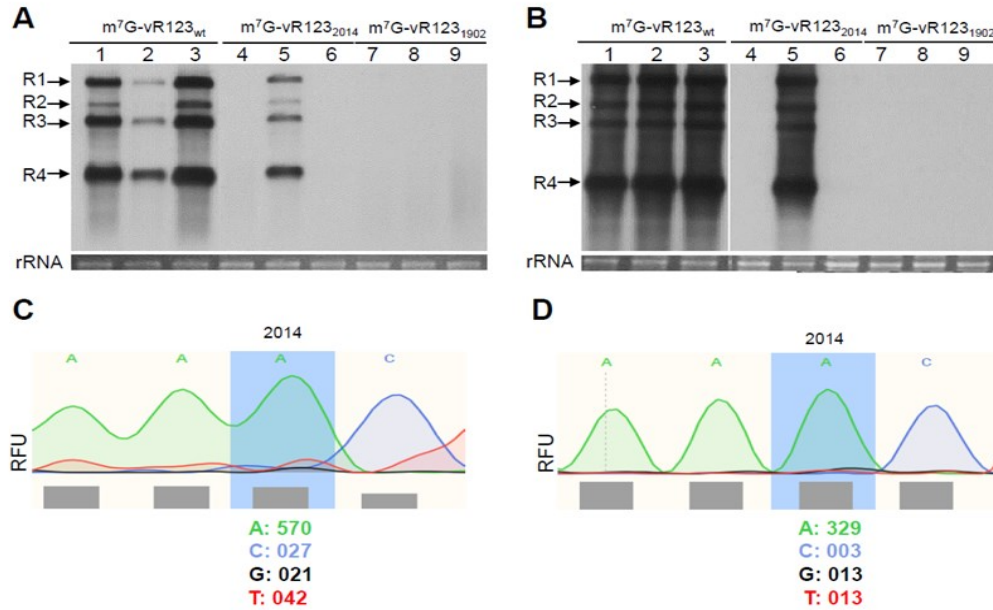 A
m⁷G-vR123wt m⁷G-vR123₂₀₁₄ m⁷G-vR123₁₉₀₂
1 2 3 4 5 6 7 8 9
R1
R2
R3
R4
rRNA
B
m⁷G-vR123wt m⁷G-vR123₂₀₁₄ m⁷G-vR123₁₉₀₂
1 2 3 4 5 6 7 8 9
R1
R2
R3
R4
rRNA
C
2014
A A A C
RFU
A: 570
C: 027
G: 021
T: 042
D
2014
A A A C
RFU
A: 329
C: 003
G: 013
T: 013